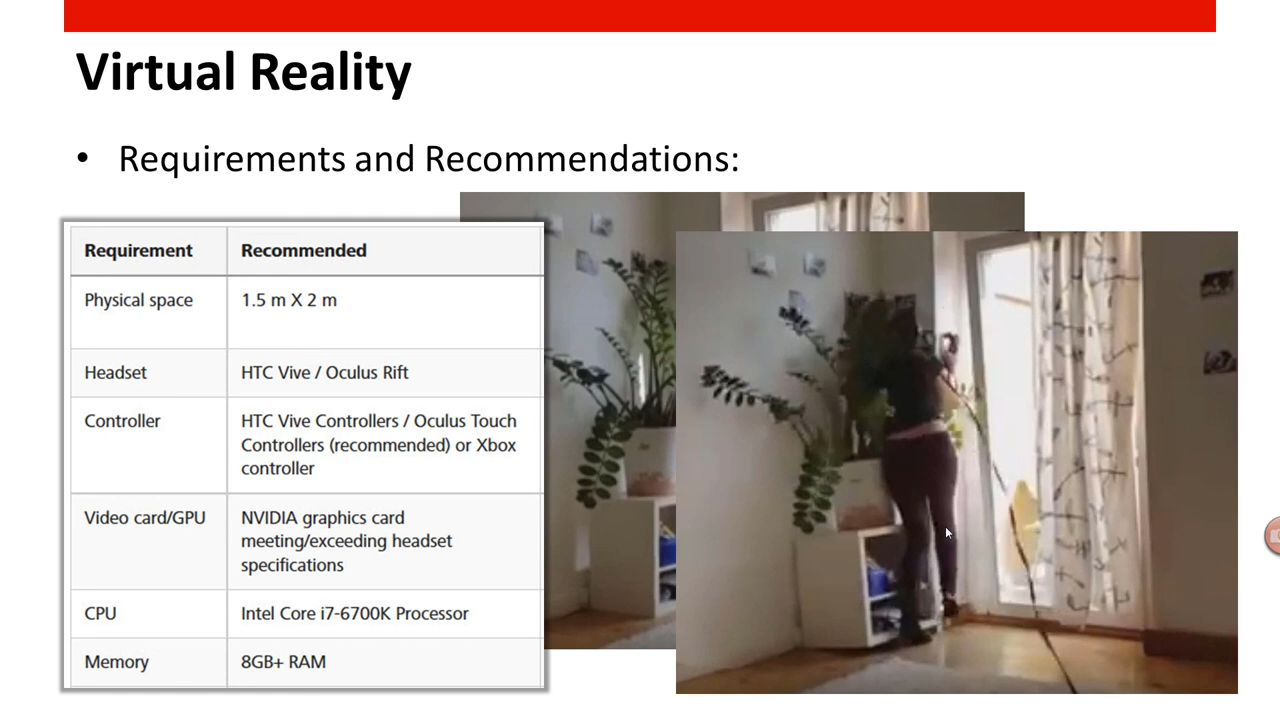 Virtual Reality
• Requirements and Recommendations:
Requirement Recommended
Physical space 1.5 m X 2 m
Headset HTC Vive / Oculus Rift
Controller HTC Vive Controllers / Oculus Touch
Controllers (recommended) or Xbox
controller
Video card/GPU NVIDIA graphics card
meeting/exceeding headset
specifications
CPU Intel Core i7-6700K Processor
Memory 8GB+ RAM